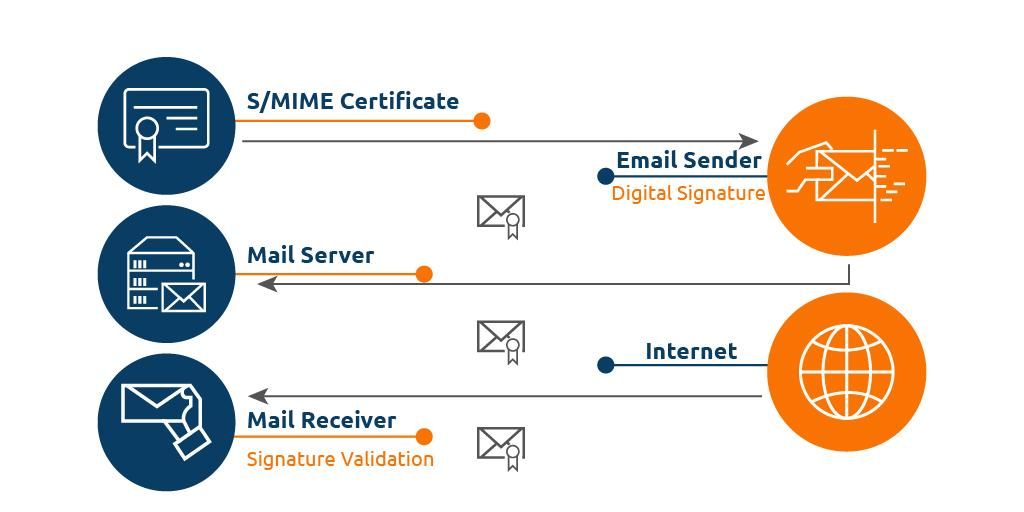 S/MIME Certificate
Email Sender
Digital Signature
Mail Server
Internet
Mail Receiver
Signature Validation